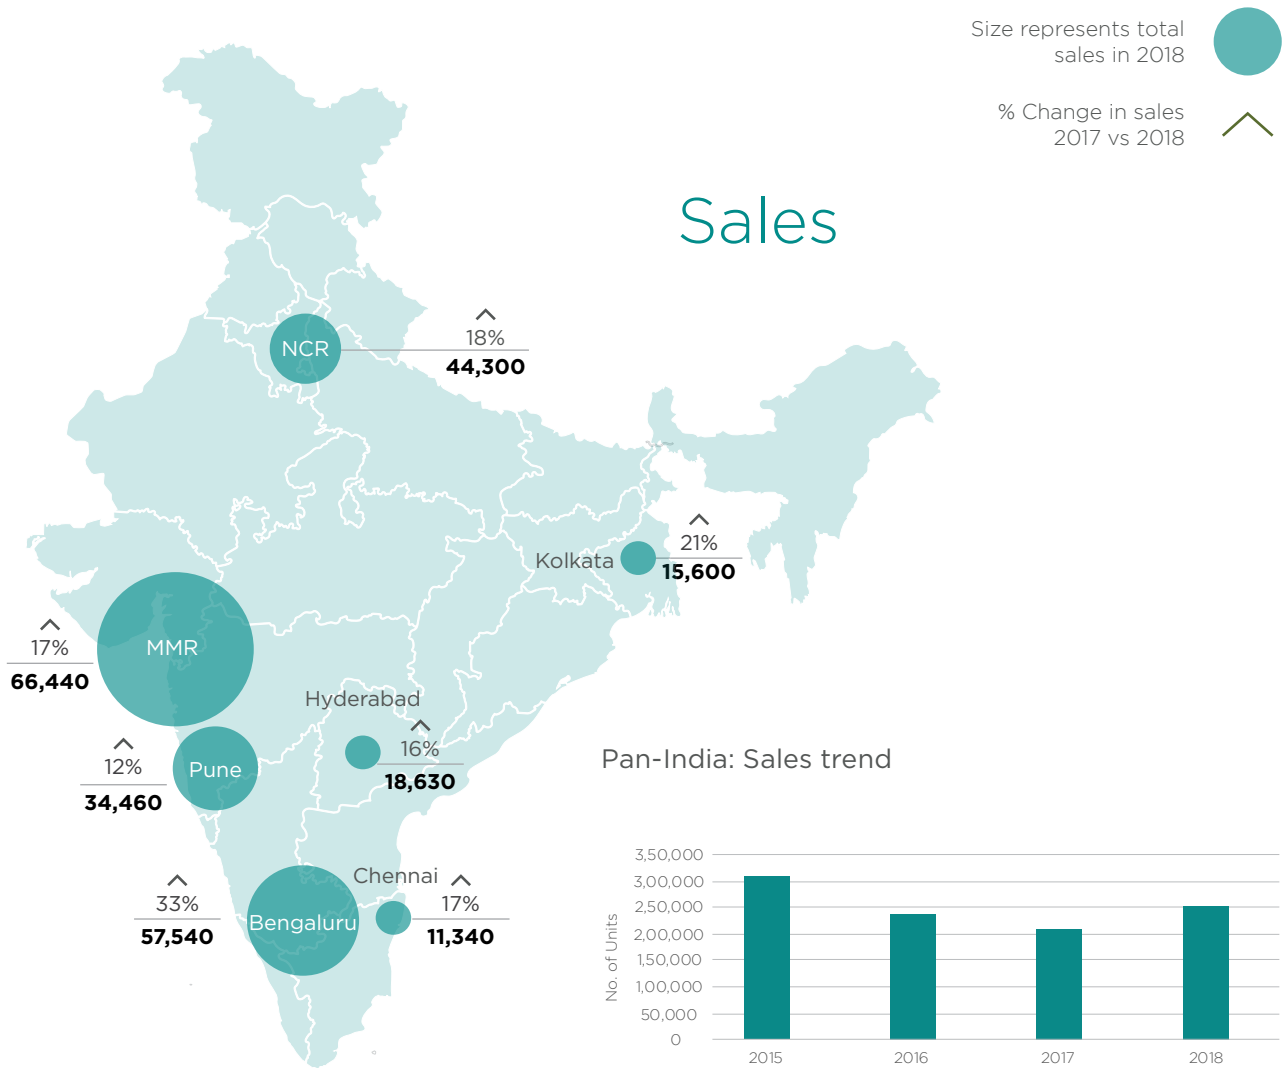 Size represents total
sales in 2018
% Change in sales
2017 vs 2018
Sales
NCR
18%
44,300
Kolkata
21%
15,600
MMR
17%
66,440
Hyderabad
16%
18,630
Pune
12%
34,460
Chennai
17%
11,340
Bengaluru
33%
57,540
Pan-India: Sales trend
No. of Units
3,50,000
3,00,000
2,50,000
2,00,000
1,50,000
1,00,000
50,000
0
2015
2016
2017
2018